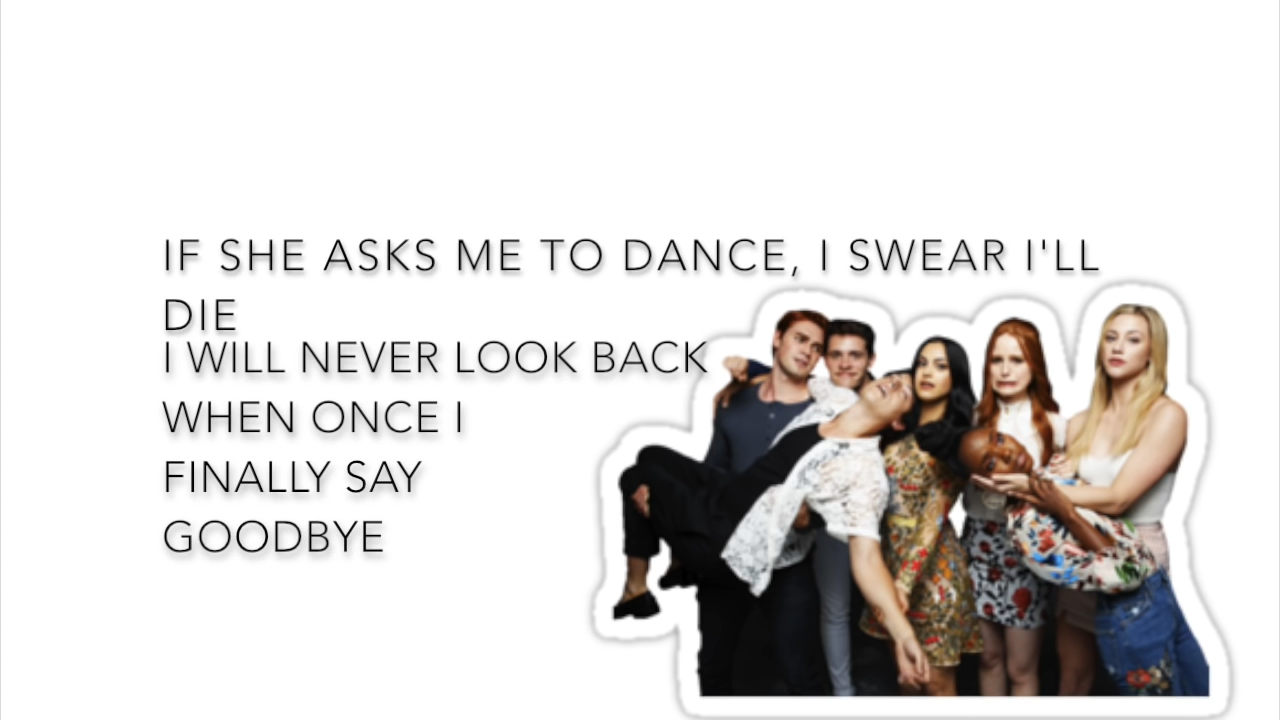 IF SHE ASKS ME TO DANCE, I SWEAR I'LL
DIE
I WILL NEVER LOOK BACK
WHEN ONCE I
FINALLY SAY
GOODBYE